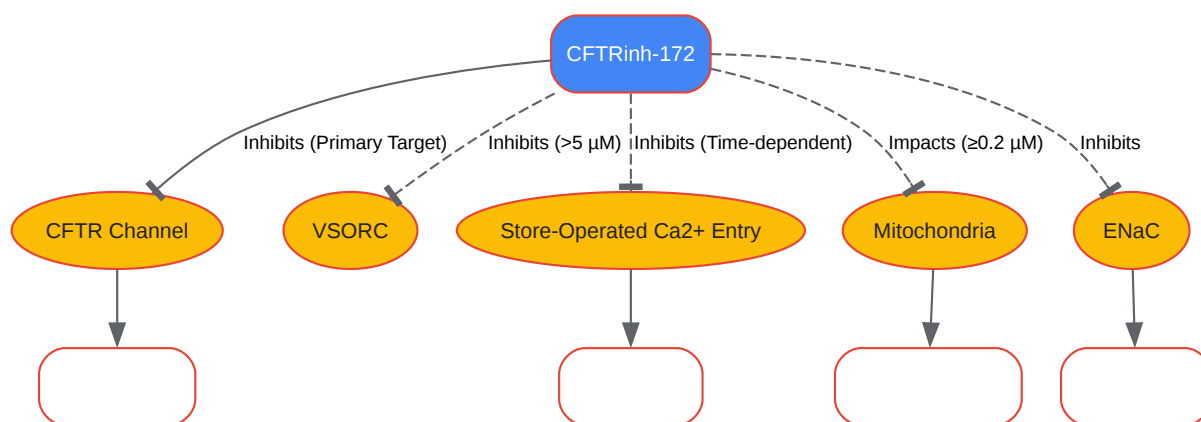 CFTRinh-172
Inhibits (Primary Target)
Inhibits (>5 µM)
Inhibits (Time-dependent)
Impacts (≥0.2 µM)
Inhibits
CFTR Channel
VSORC
Store-Operated Ca2+ Entry
Mitochondria
ENaC